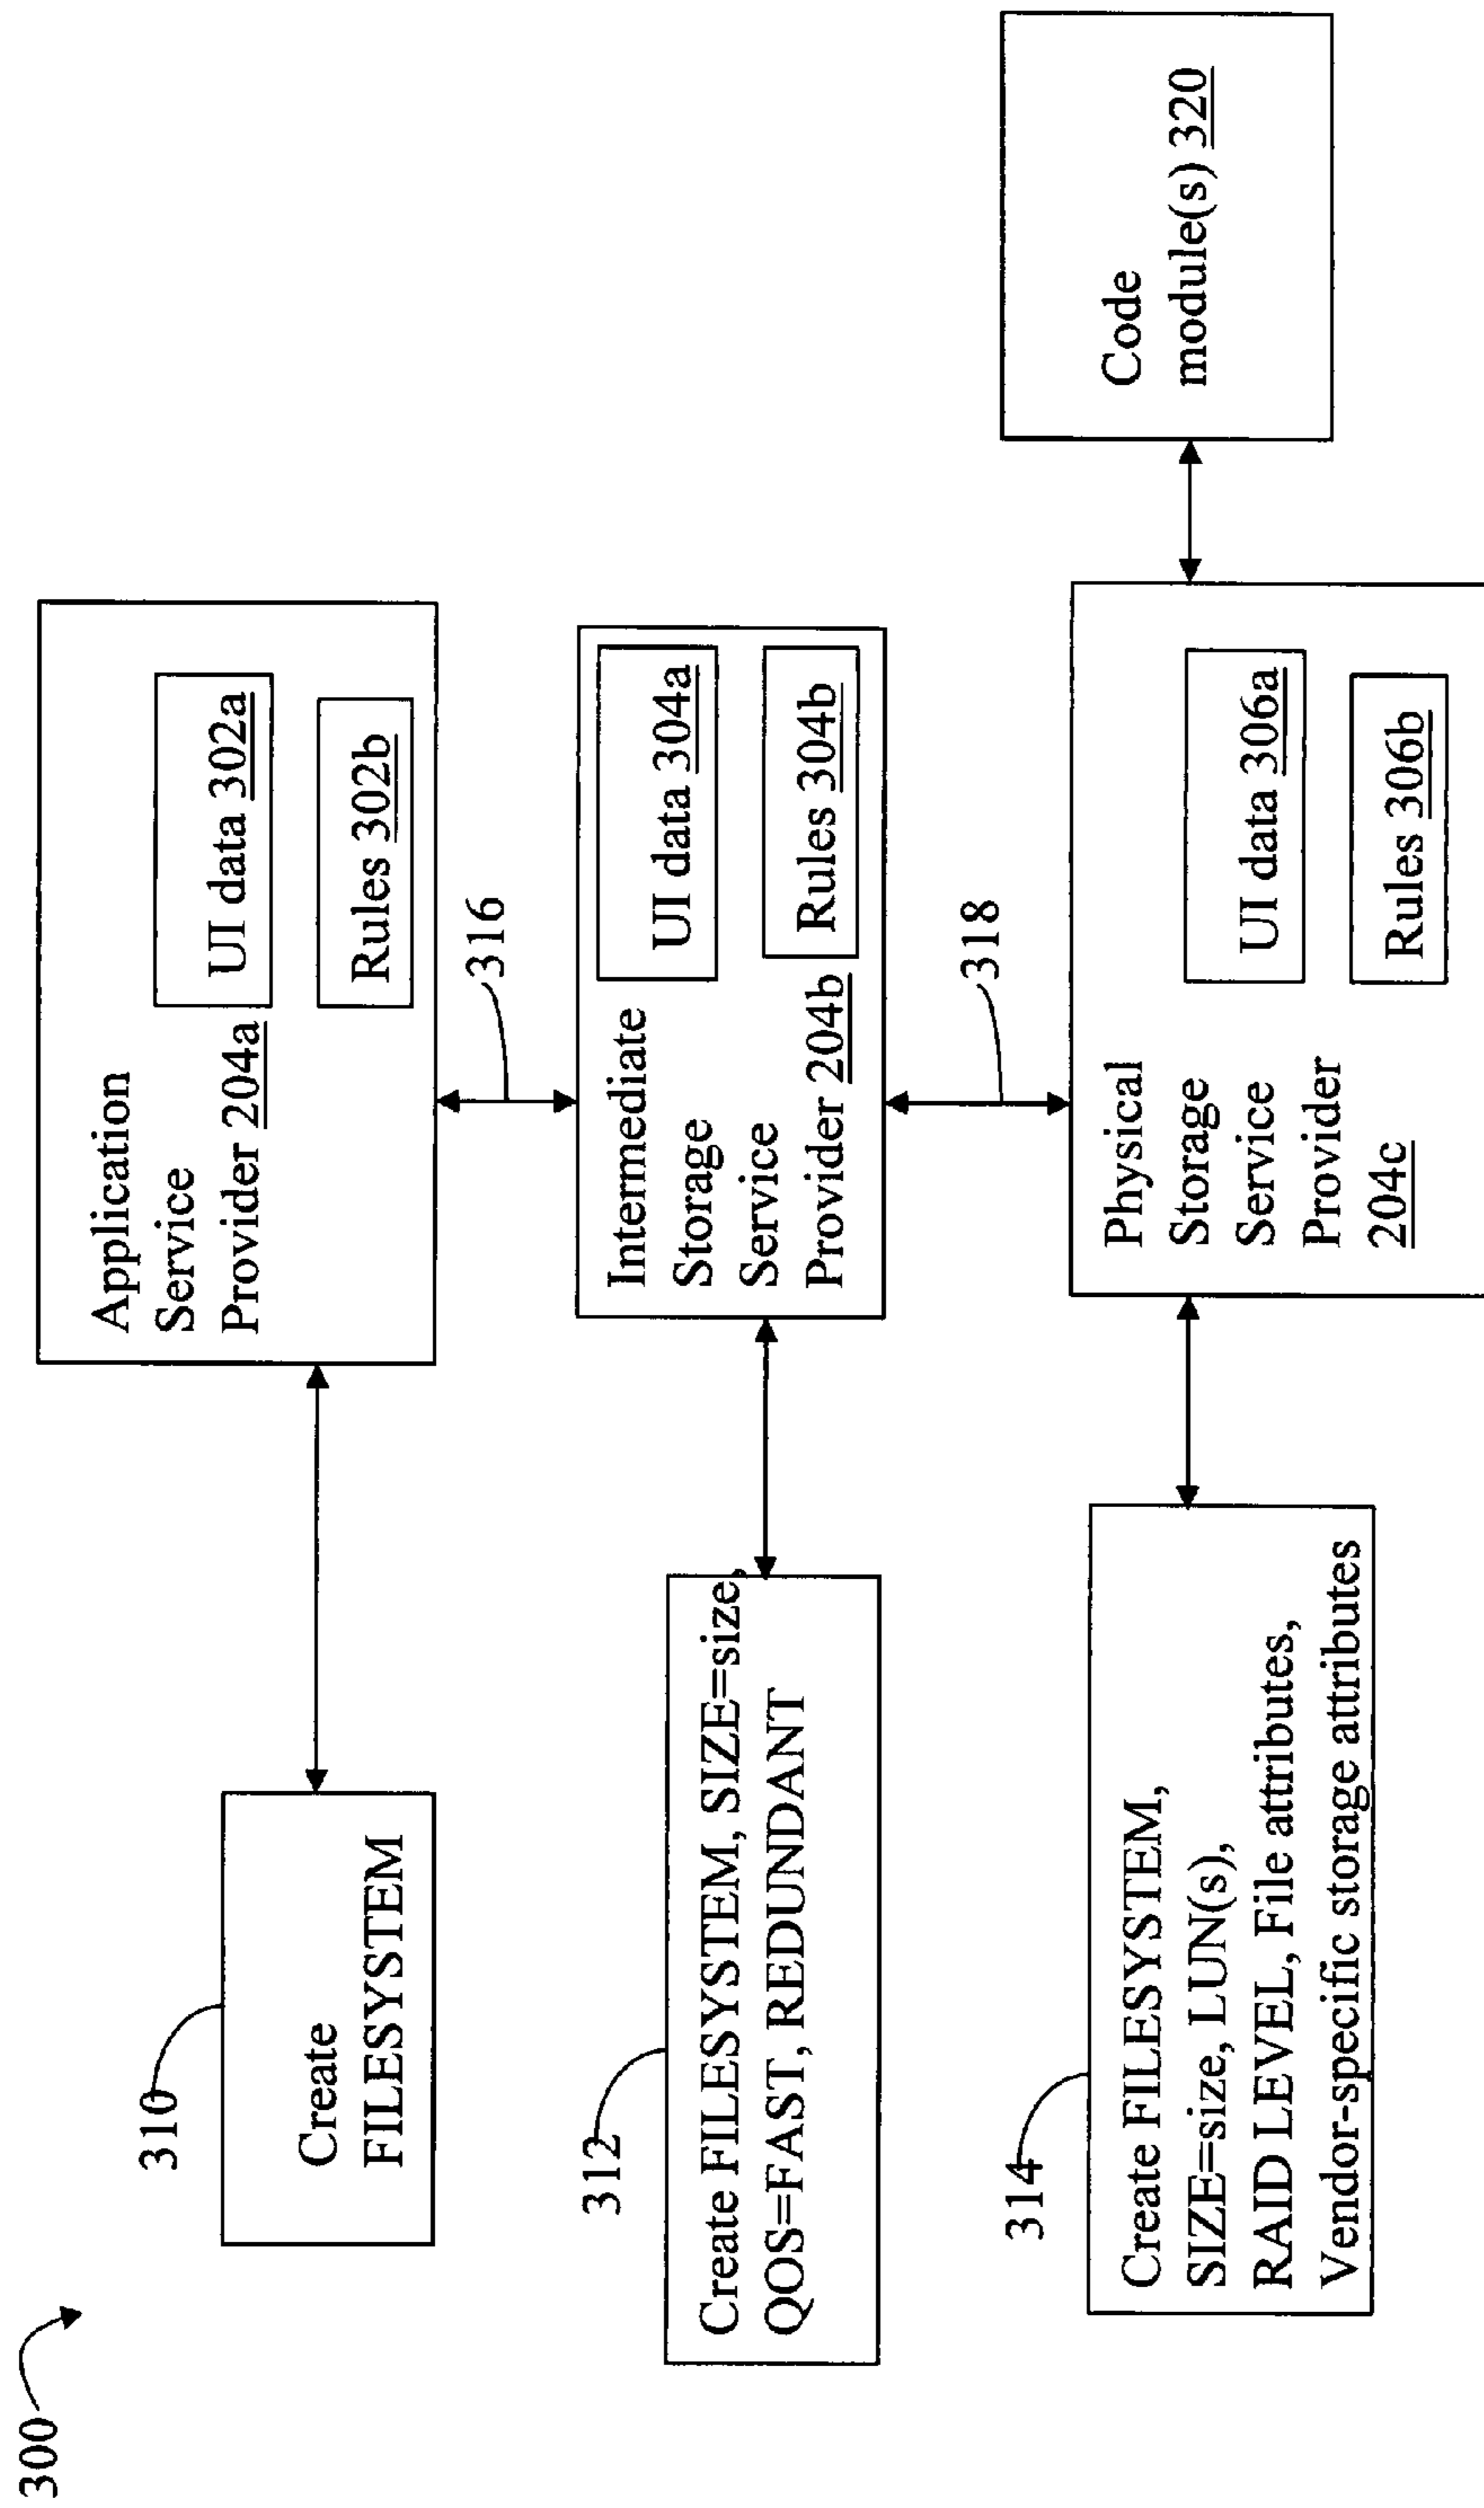 300
310
Create
FILESYSTEM
Application
Service
Provider 204a
UI data 302a
Rules 302b
316
312
Create FILESYSTEM, SIZE=size,
QOS=FAST, REDUNDANT
Intermediate
Storage
Service
Provider 204b
UI data 304a
Rules 304b
318
314
Create FILESYSTEM,
SIZE=size, LUN(s),
RAID LEVEL, File attributes,
Vendor-specific storage attributes
Physical
Storage
Service
Provider
204c
UI data 306a
Rules 306b
Code
module(s) 320